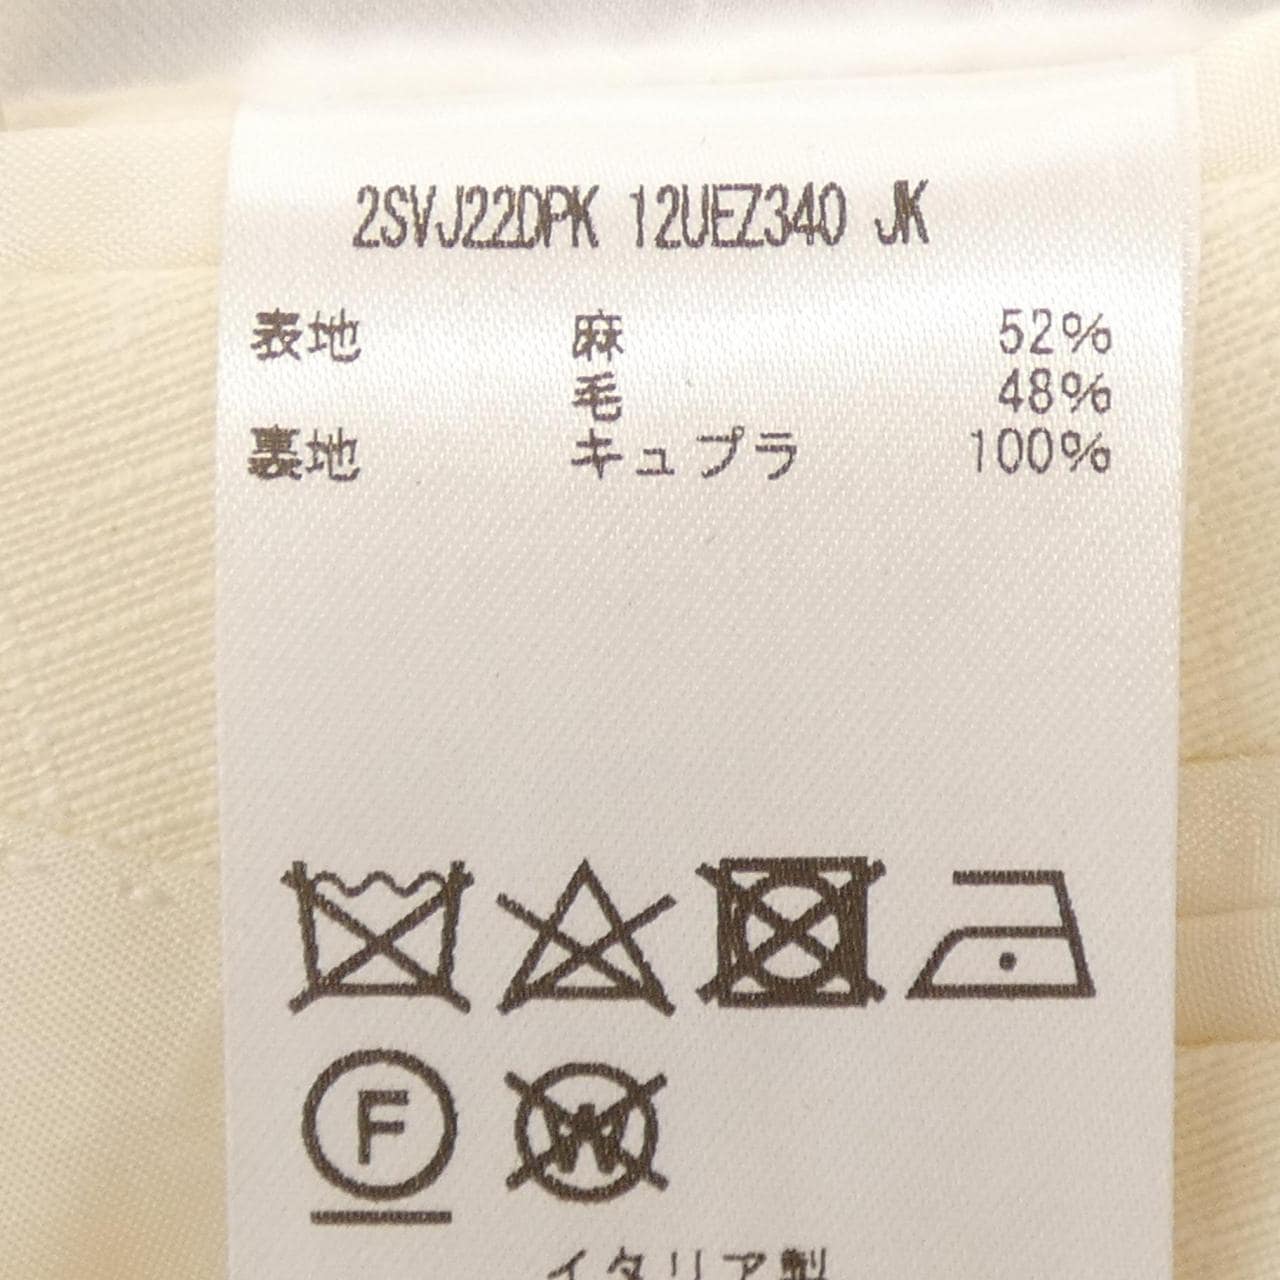 2SVJ22DPK 12UEZ340 JK
表地 麻 52%
毛 48%
裏地 キュプラ 100%
F
W
イタリア製